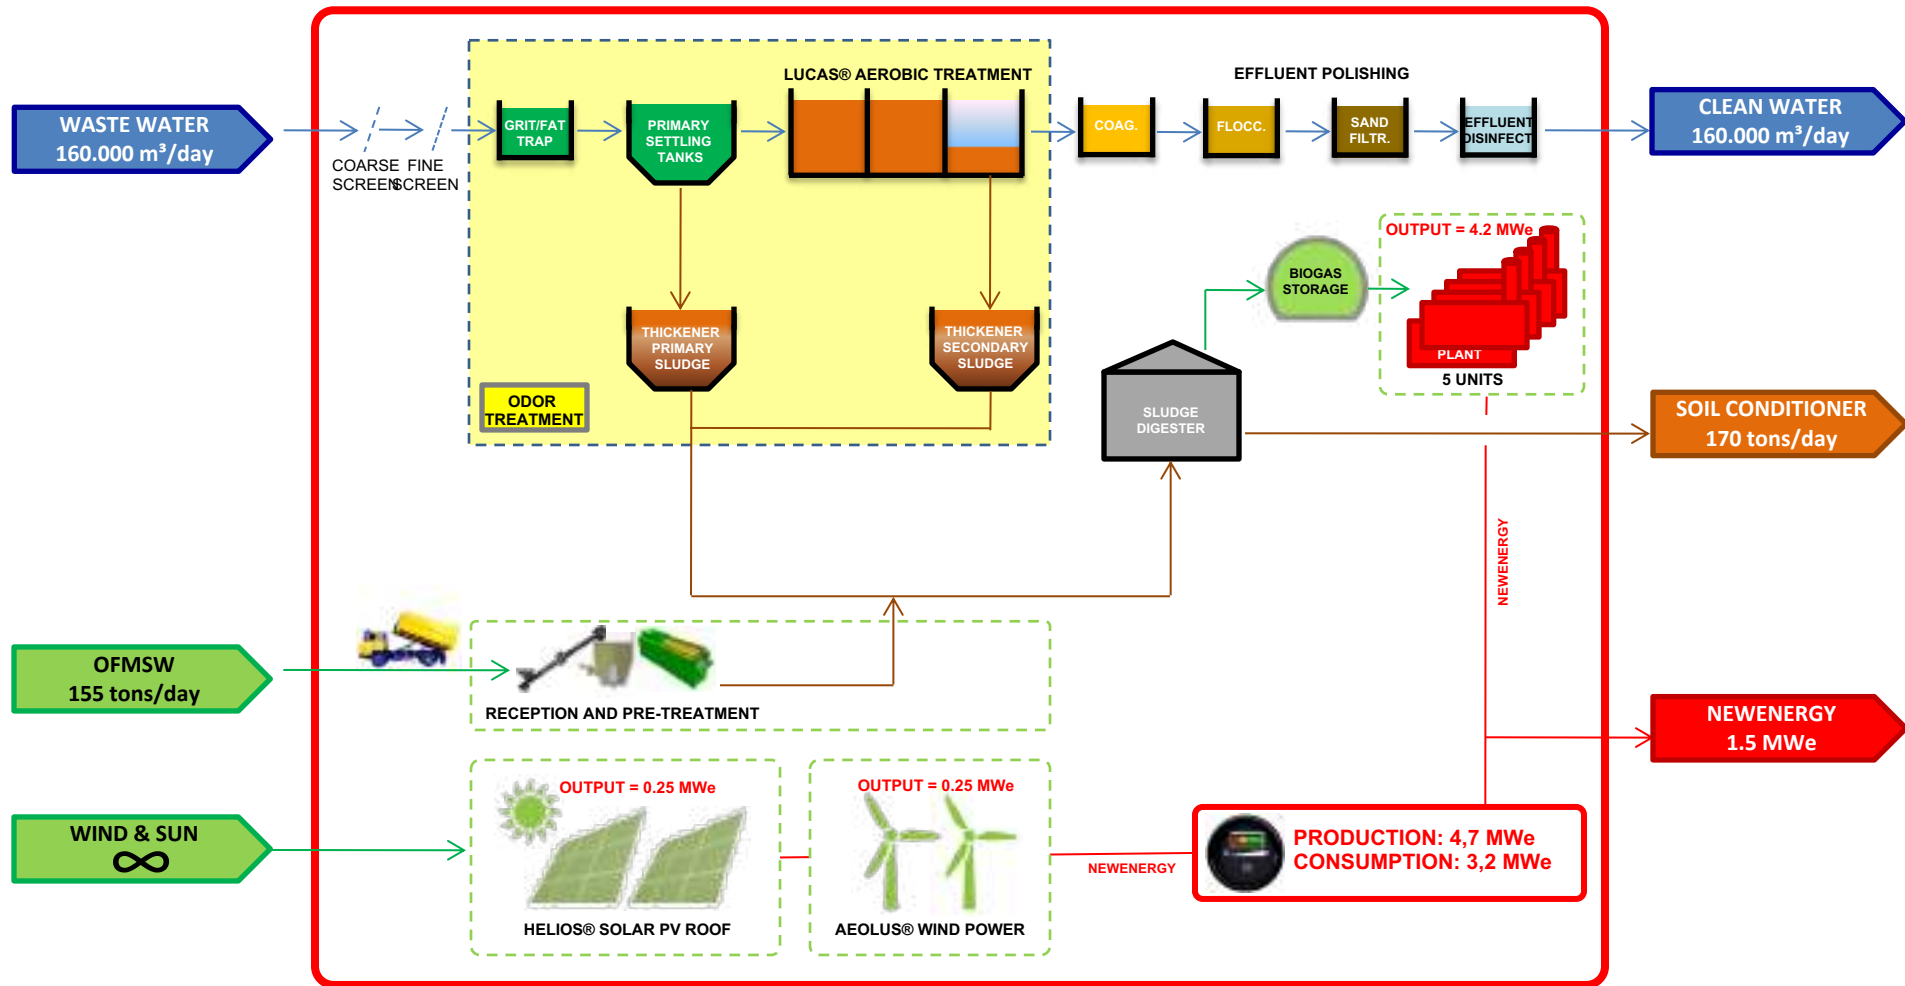 LUCAS® AEROBIC TREATMENT
EFFLUENT POLISHING
WASTE WATER
160.000 m³/day
COARSE
SCREEN
FINE
SCREEN
GRIT/FAT
TRAP
PRIMARY
SETTLING
TANKS
COAG.
FLOCC.
SAND
FILTR.
EFFLUENT
DISINFECT
CLEAN WATER
160.000 m³/day
OUTPUT = 4.2 MWe
BIOGAS
STORAGE
PLANT
5 UNITS
THICKENER
PRIMARY
SLUDGE
THICKENER
SECONDARY
SLUDGE
ODOR
TREATMENT
SLUDGE
DIGESTER
SOIL CONDITIONER
170 tons/day
NEWENERGY
OFMSW
155 tons/day
RECEPTION AND PRE-TREATMENT
NEWENERGY
1.5 MWe
WIND & SUN
∞
OUTPUT = 0.25 MWe
HELIOS® SOLAR PV ROOF
OUTPUT = 0.25 MWe
AEOLUS® WIND POWER
NEWENERGY
PRODUCTION: 4,7 MWe
CONSUMPTION: 3,2 MWe